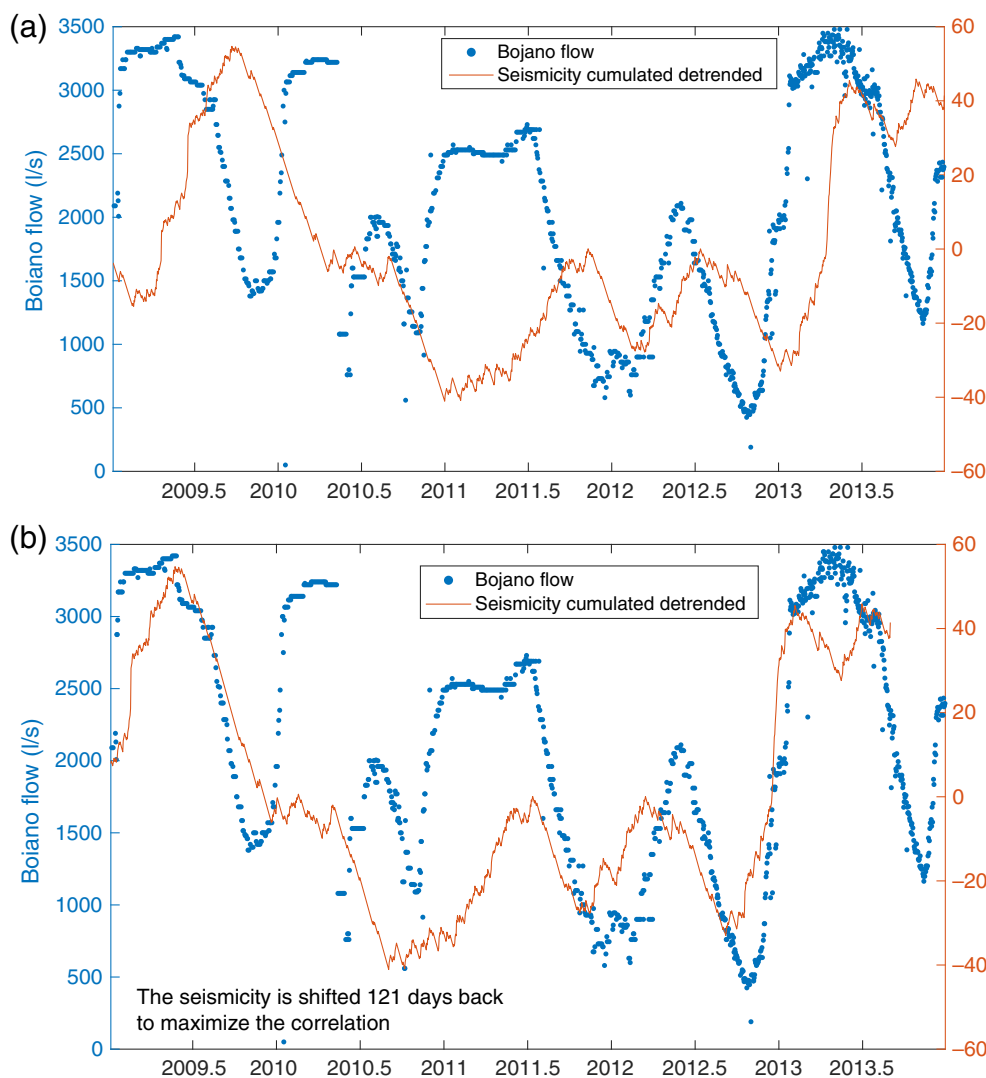 (a)
3500
3000
2500
2000
1500
1000
500
0
Boiano flow (l/s)
Bojano flow
Seismicity cumulated detrended
60
40
20
0
−20
−40
−60
2009.5 2010 2010.5 2011 2011.5 2012 2012.5 2013 2013.5
(b)
3500
3000
2500
2000
1500
1000
500
0
Boiano flow (l/s)
Bojano flow
Seismicity cumulated detrended
The seismicity is shifted 121 days back
to maximize the correlation
60
40
20
0
−20
−40
−60
2009.5 2010 2010.5 2011 2011.5 2012 2012.5 2013 2013.5